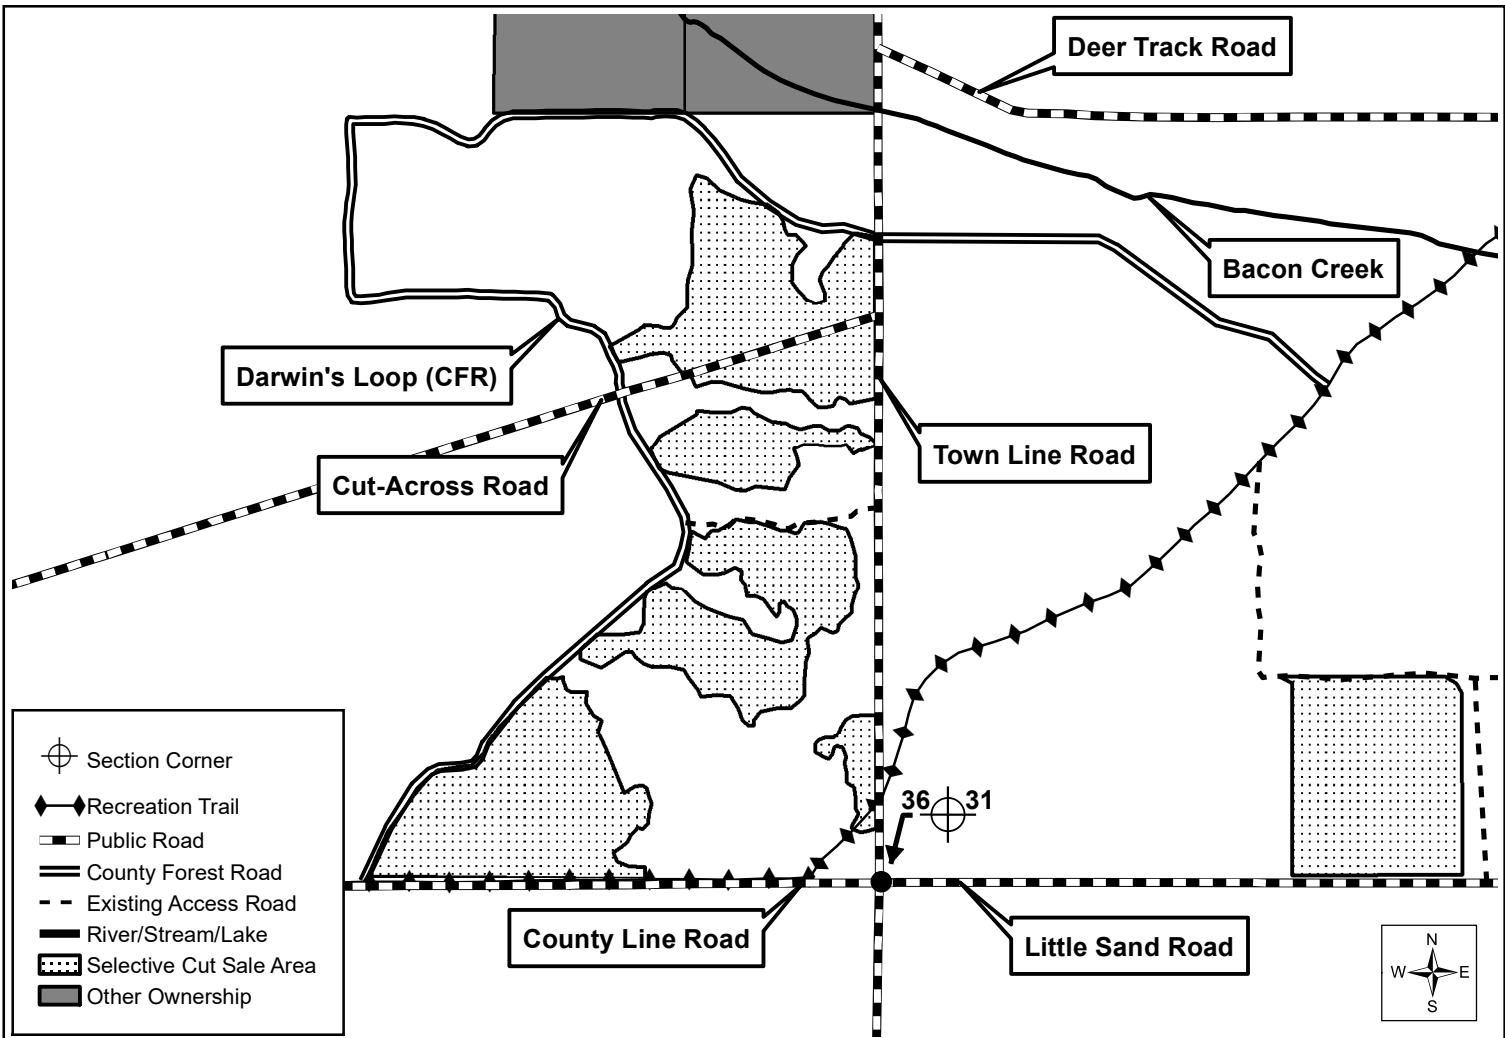 Deer Track Road
Bacon Creek
Darwin's Loop (CFR)
Town Line Road
Cut-Across Road
36 31
Section Corner
Recreation Trail
Public Road
County Forest Road
Existing Access Road
River/Stream/Lake
Selective Cut Sale Area
Other Ownership
County Line Road
Little Sand Road
N
W E
S